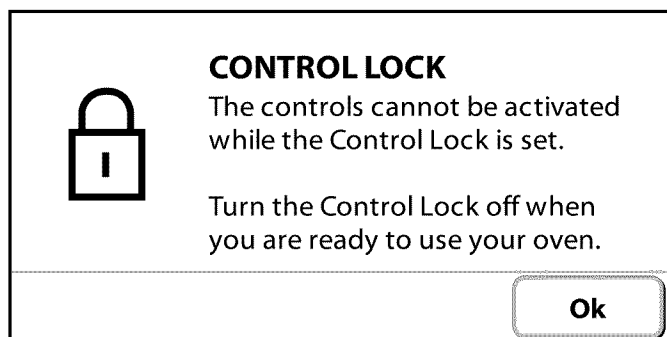 CONTROL LOCK
The controls cannot be activated
while the Control Lock is set.
Turn the Control Lock off when
you are ready to use your oven.
Ok